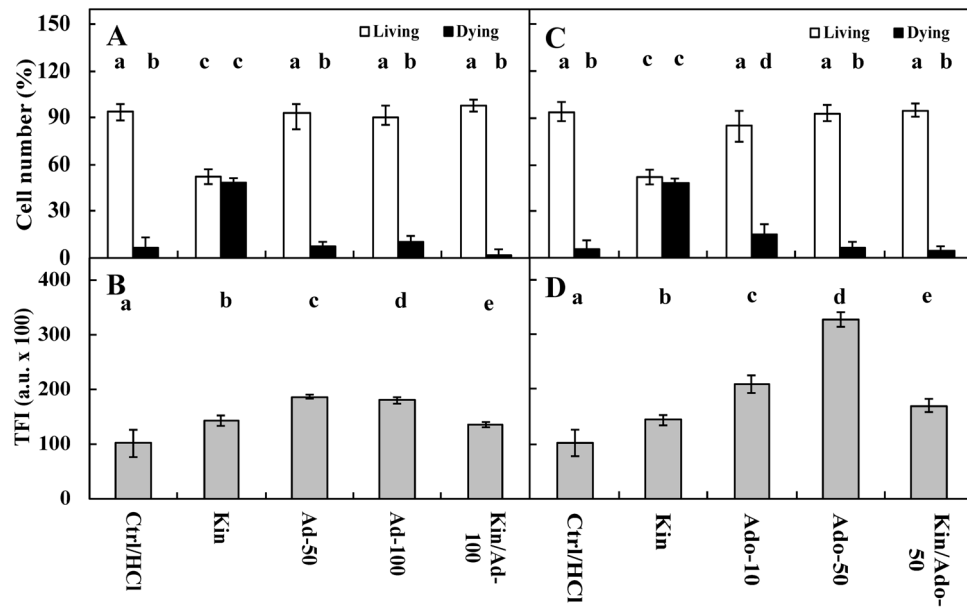 A
Living Dying
a b c c a b a b a b
Cell number (%)
150
120
90
60
30
0
C
Living Dying
a b c c a d a b a b
B
a b c d e
TFI (a.u. x 100)
400
300
200
100
0
Ctrl/HCl
Kin
Ad-50
Ad-100
Kin/Ad-
100
D
a b c d e
Ctrl/HCl
Kin
Ado-10
Ado-50
Kin/Ado-
50